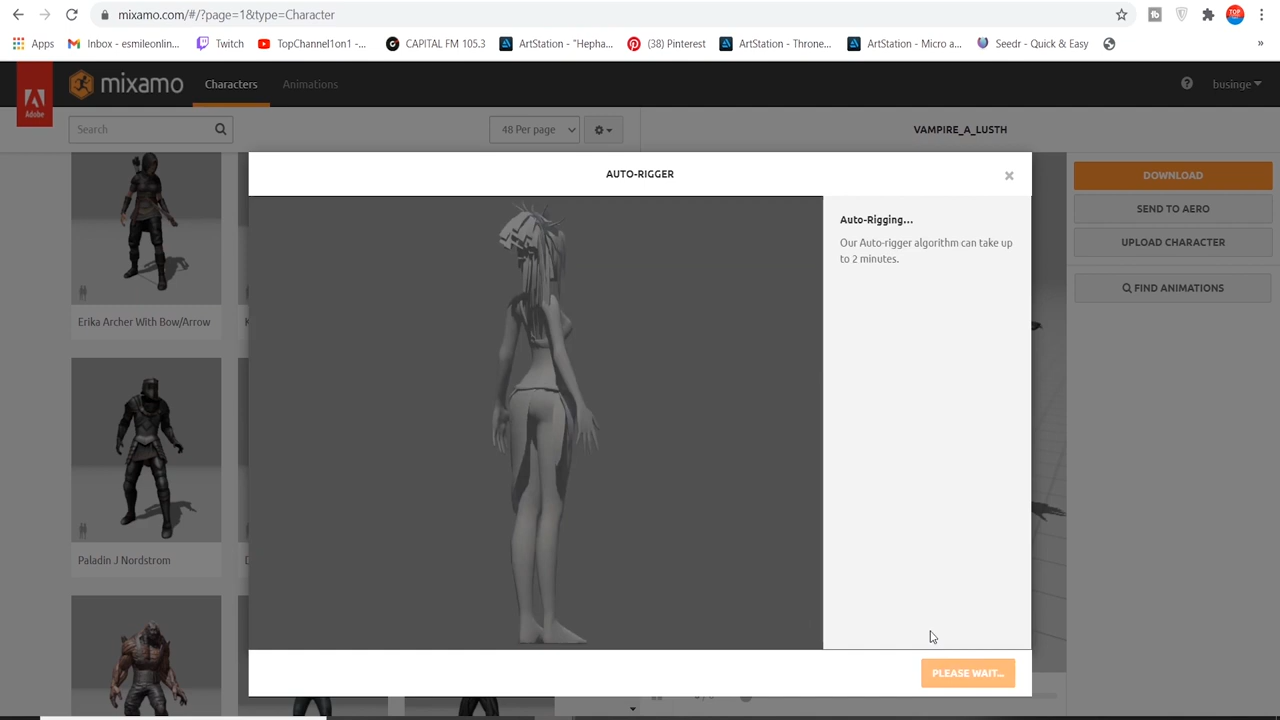 mixamo.com/#/?page=1&type=Character
Apps
Inbox - esmileonlin...
Twitch
TopChannel1on1 -...
CAPITAL FM 105.3
ArtStation - "Hepha...
(38) Pinterest
ArtStation - Throne...
ArtStation - Micro a...
Seedr - Quick & Easy
»
Adobe
mixamo
Characters
Animations
businge
Search
48 Per page
VAMPIRE_A_LUSTH
AUTO-RIGGER
DOWNLOAD
SEND TO AERO
UPLOAD CHARACTER
FIND ANIMATIONS
Auto-Rigging...
Our Auto-rigger algorithm can take up
to 2 minutes.
Erika Archer With Bow/Arrow
Paladin J Nordstrom
PLEASE WAIT...